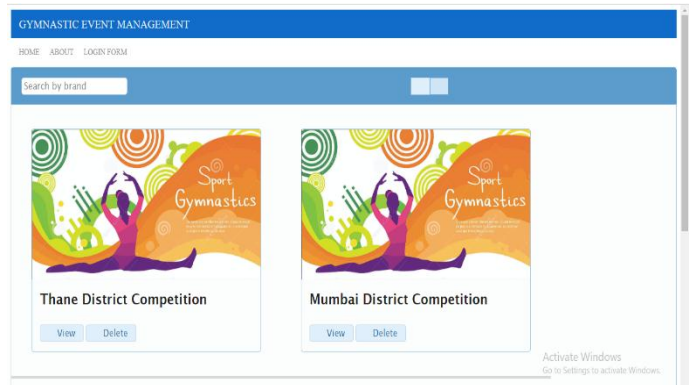 GYMNASTIC EVENT MANAGEMENT
HOME ABOUT LOGIN FORM
Search by brand
Sport
Gymnastics
Sport
Gymnastics
Thane District Competition
Mumbai District Competition
View Delete
View Delete
Activate Windows
Go to Settings to activate Windows.